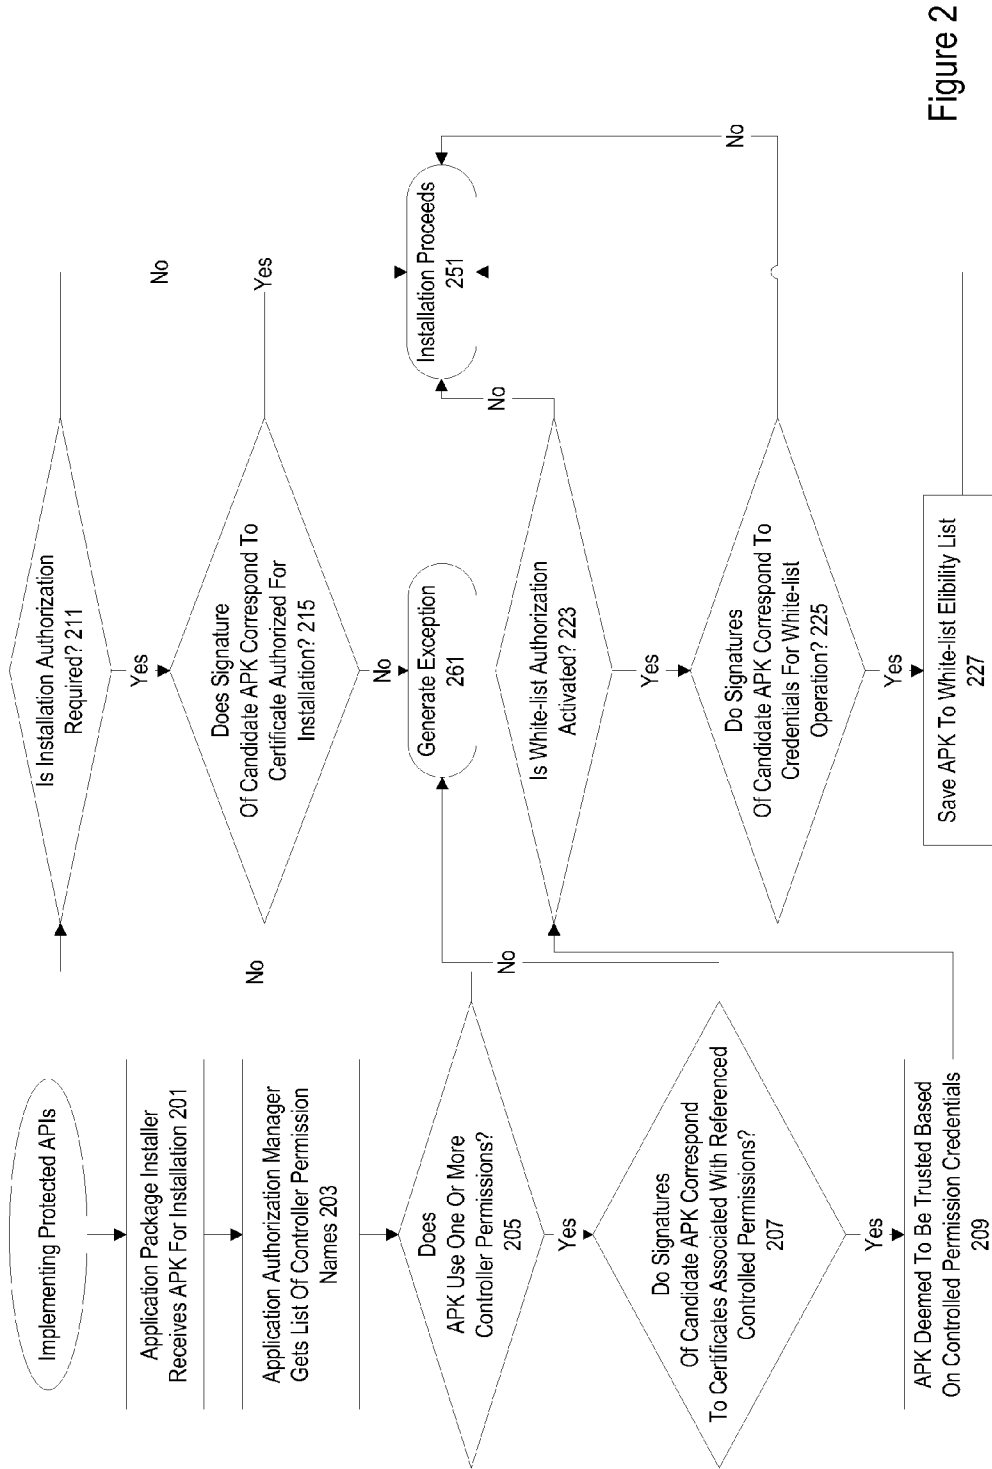 Implementing Protected APIs
Application Package Installer
Receives APK For Installation 201
Application Authorization Manager
Gets List Of Controller Permission
Names 203
Does
APK Use One Or More
Controller Permissions?
205
Yes
No
Do Signatures
Of Candidate APK Correspond
To Certificates Associated With Referenced
Controlled Permissions?
207
Yes
No
APK Deemed To Be Trusted Based
On Controlled Permission Credentials
209
Is Installation Authorization
Required? 211
Yes
No
Does Signature
Of Candidate APK Correspond To
Certificate Authorized For
Installation? 215
Yes
No
Generate Exception
261
Is White-list Authorization
Activated? 223
No
Yes
Do Signatures
Of Candidate APK Correspond To
Credentials For White-list
Operation? 225
No
Yes
Save APK To White-list Elibility List
227
Installation Proceeds
251
Figure 2